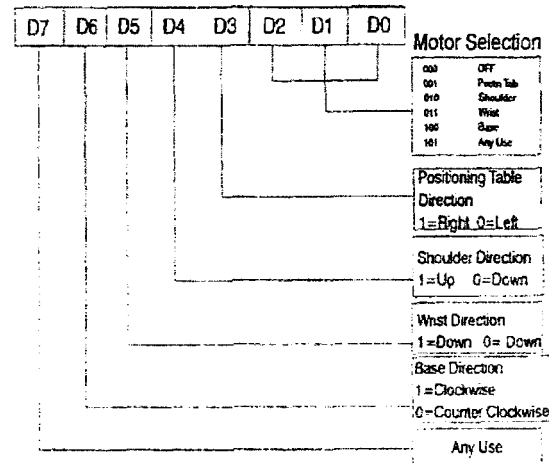 D7 D6 D5 D4 D3 D2 D1 D0
Motor Selection
000 OFF
001 Positn Tab
010 Shoulder
011 Wrist
100 Base
101 Any Use
Positioning Table
Direction
1=Right 0=Left
Shoulder Direction
1=Up 0=Down
Wrist Direction
1=Down 0= Down
Base Direction
1=Clockwise
0=Counter Clockwise
Any Use